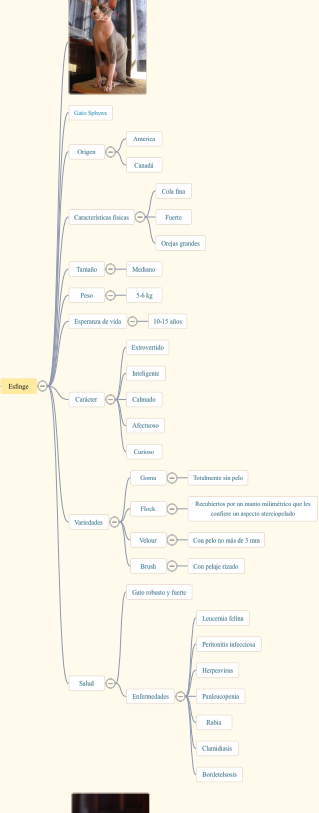 Esfinge
Gato Sphynx
Origen
America
Canadá
Características físicas
Cola fina
Fuerte
Orejas grandes
Tamaño
Mediano
Peso
5-6 kg
Esperanza de vida
10-15 años
Carácter
Extrovertido
Inteligente
Calmado
Afectuoso
Curioso
Variedades
Goma
Totalmente sin pelo
Flock
Recubiertos por un manto milimétrico que les
confiere un aspecto aterciopelado
Velour
Con pelo no más de 3 mm
Brush
Con pelaje rizado
Salud
Gato robusto y fuerte
Enfermedades
Leucemia felina
Peritonitis infecciosa
Herpesvirus
Panleucopenia
Rabia
Clamidiasis
Bordetelsosis